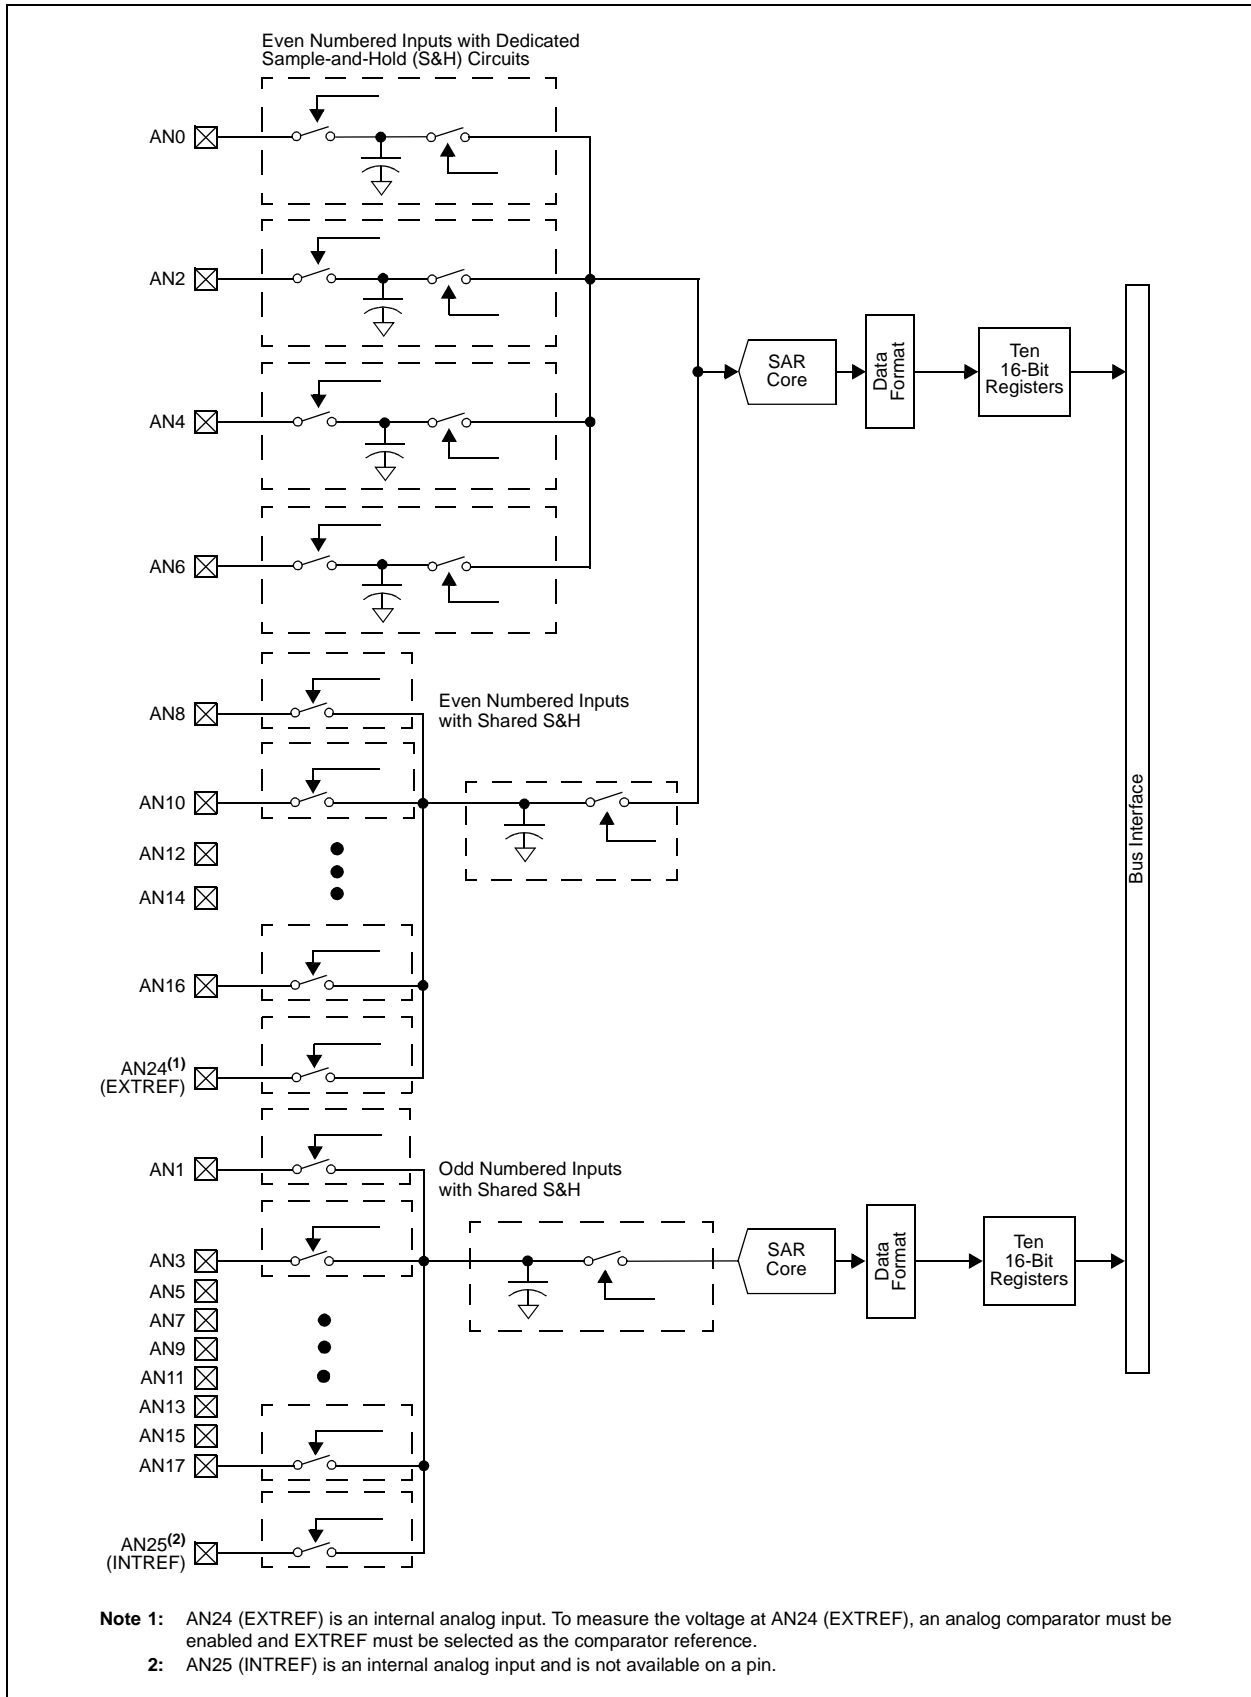 Even Numbered Inputs with Dedicated
Sample-and-Hold (S&H) Circuits
AN0
AN2
AN4
AN6
SAR
Core
Data
Format
Ten
16-Bit
Registers
Bus Interface
AN8
Even Numbered Inputs
with Shared S&H
AN10
AN12
AN14
AN16
AN24(1)
(EXTREF)
AN1
Odd Numbered Inputs
with Shared S&H
AN3
SAR
Core
Data
Format
Ten
16-Bit
Registers
AN5
AN7
AN9
AN11
AN13
AN15
AN17
AN25(2)
(INTREF)
Note 1: AN24 (EXTREF) is an internal analog input. To measure the voltage at AN24 (EXTREF), an analog comparator must be
enabled and EXTREF must be selected as the comparator reference.
2: AN25 (INTREF) is an internal analog input and is not available on a pin.